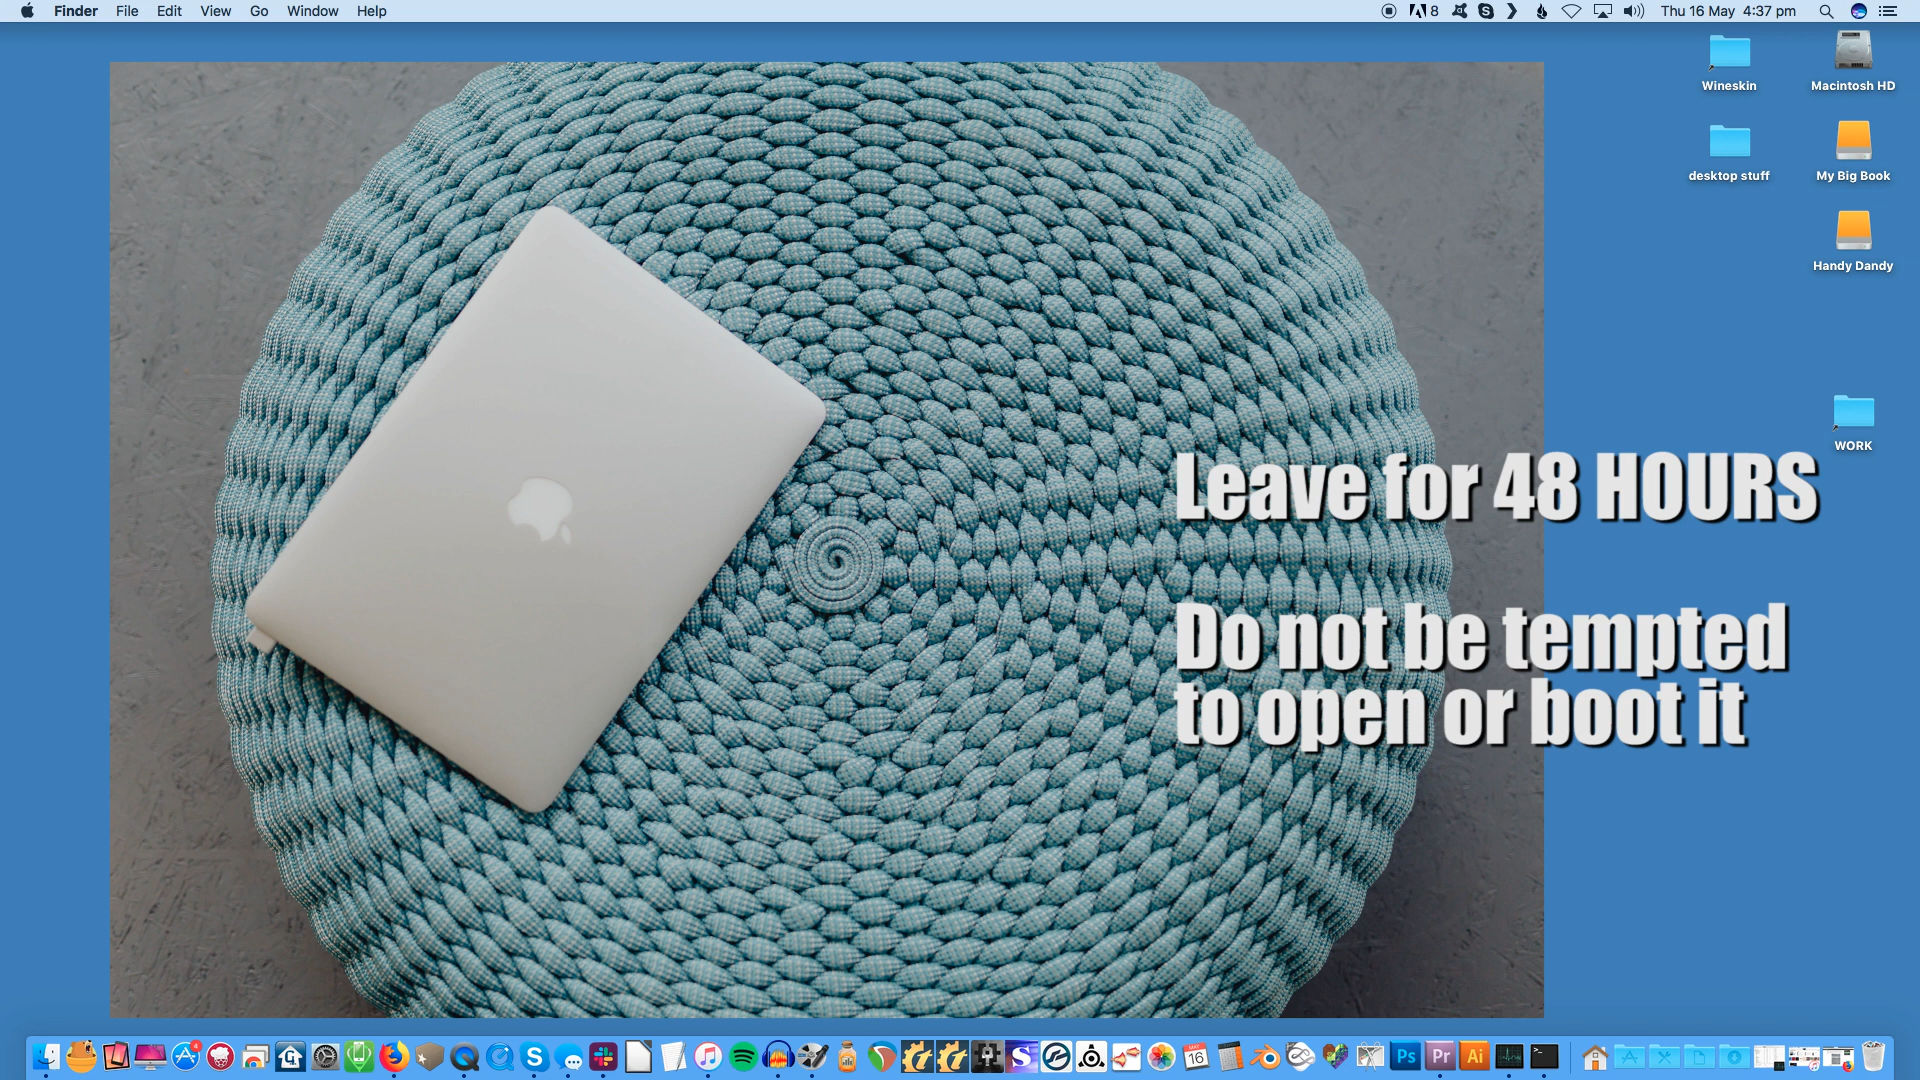 Finder File Edit View Go Window Help
8 Thu 16 May 4:37 pm
Wineskin
Macintosh HD
desktop stuff
My Big Book
Handy Dandy
WORK
Leave for 48 HOURS
Do not be tempted
to open or boot it
4
MAY
16
Ps Pr Ai